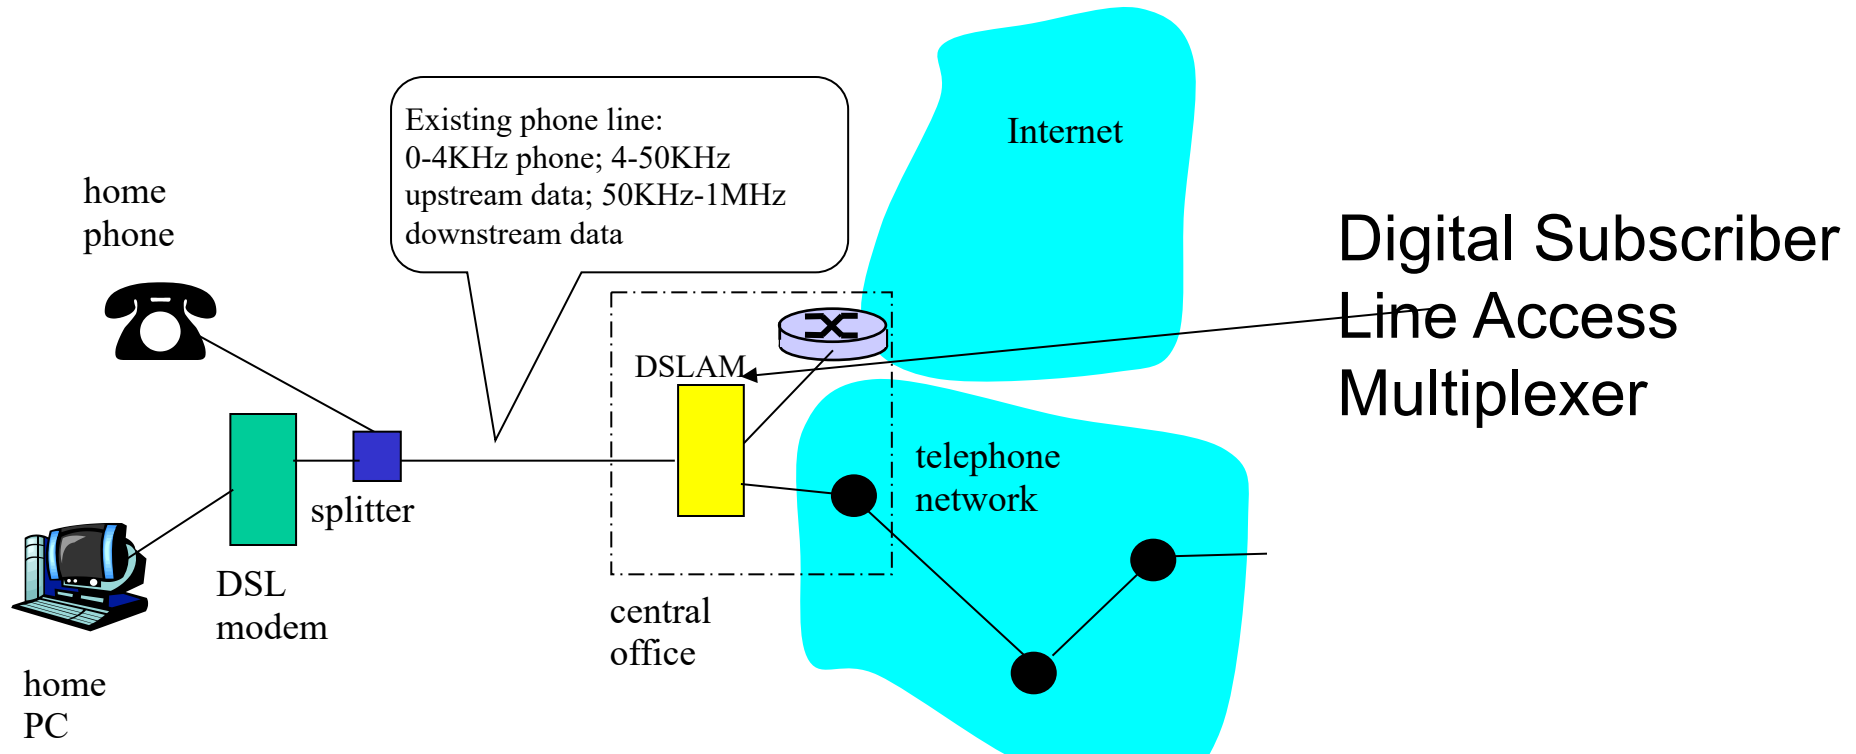 Existing phone line:
0-4KHz phone; 4-50KHz
upstream data; 50KHz-1MHz
downstream data
Internet
home
phone
Digital Subscriber
Line Access
Multiplexer
DSLAM
telephone
network
splitter
DSL
modem
central
office
home
PC